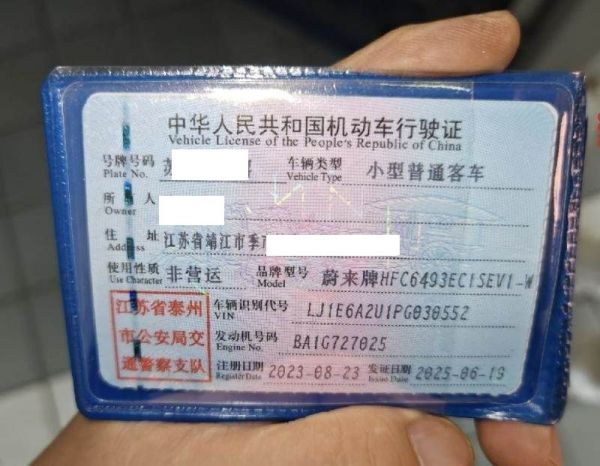 中华人民共和国机动车行驶证
Vehicle License of the People's Republic of China
号牌号码 Plate No. 苏 车辆类型 Vehicle Type 小型普通客车
所有人 Owner
住址 Address 江苏省靖江市季
使用性质 Use Character 非营运 品牌型号 Model 蔚来牌HFC6493ECISEV1-W
江苏省泰州市公安局交通警察支队
车辆识别代号 VIN LJ1E6A2U1PG030552
发动机号码 Engine No. BA1G727025
注册日期 Register Date 2023-08-23 发证日期 Issue Date 2025-06-19